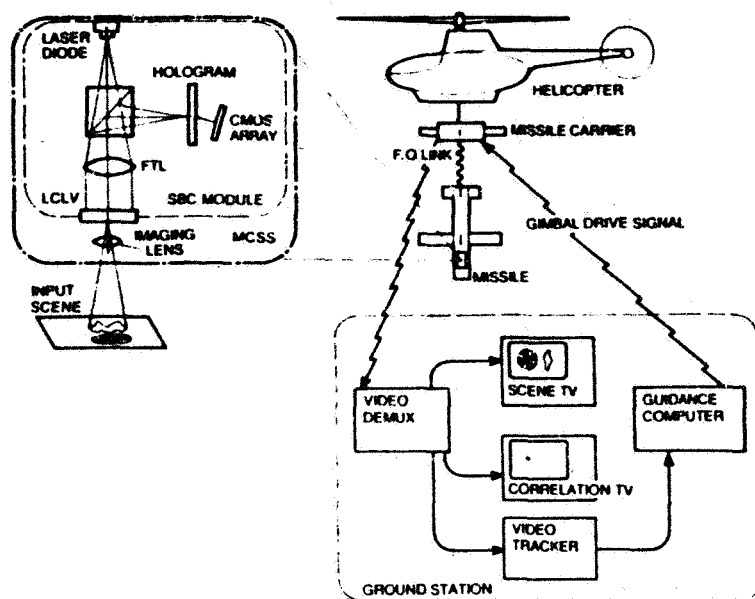 LASER
DIODE
HOLOGRAM
CMOS
ARRAY
FTL
LCLV
SBC MODULE
IMAGING
LENS
MCSS
INPUT
SCENE
HELICOPTER
MISSILE CARRIER
F.O. LINK
GIMBAL DRIVE SIGNAL
MISSILE
VIDEO
DEMUX
SCENE TV
CORRELATION TV
VIDEO
TRACKER
GUIDANCE
COMPUTER
GROUND STATION